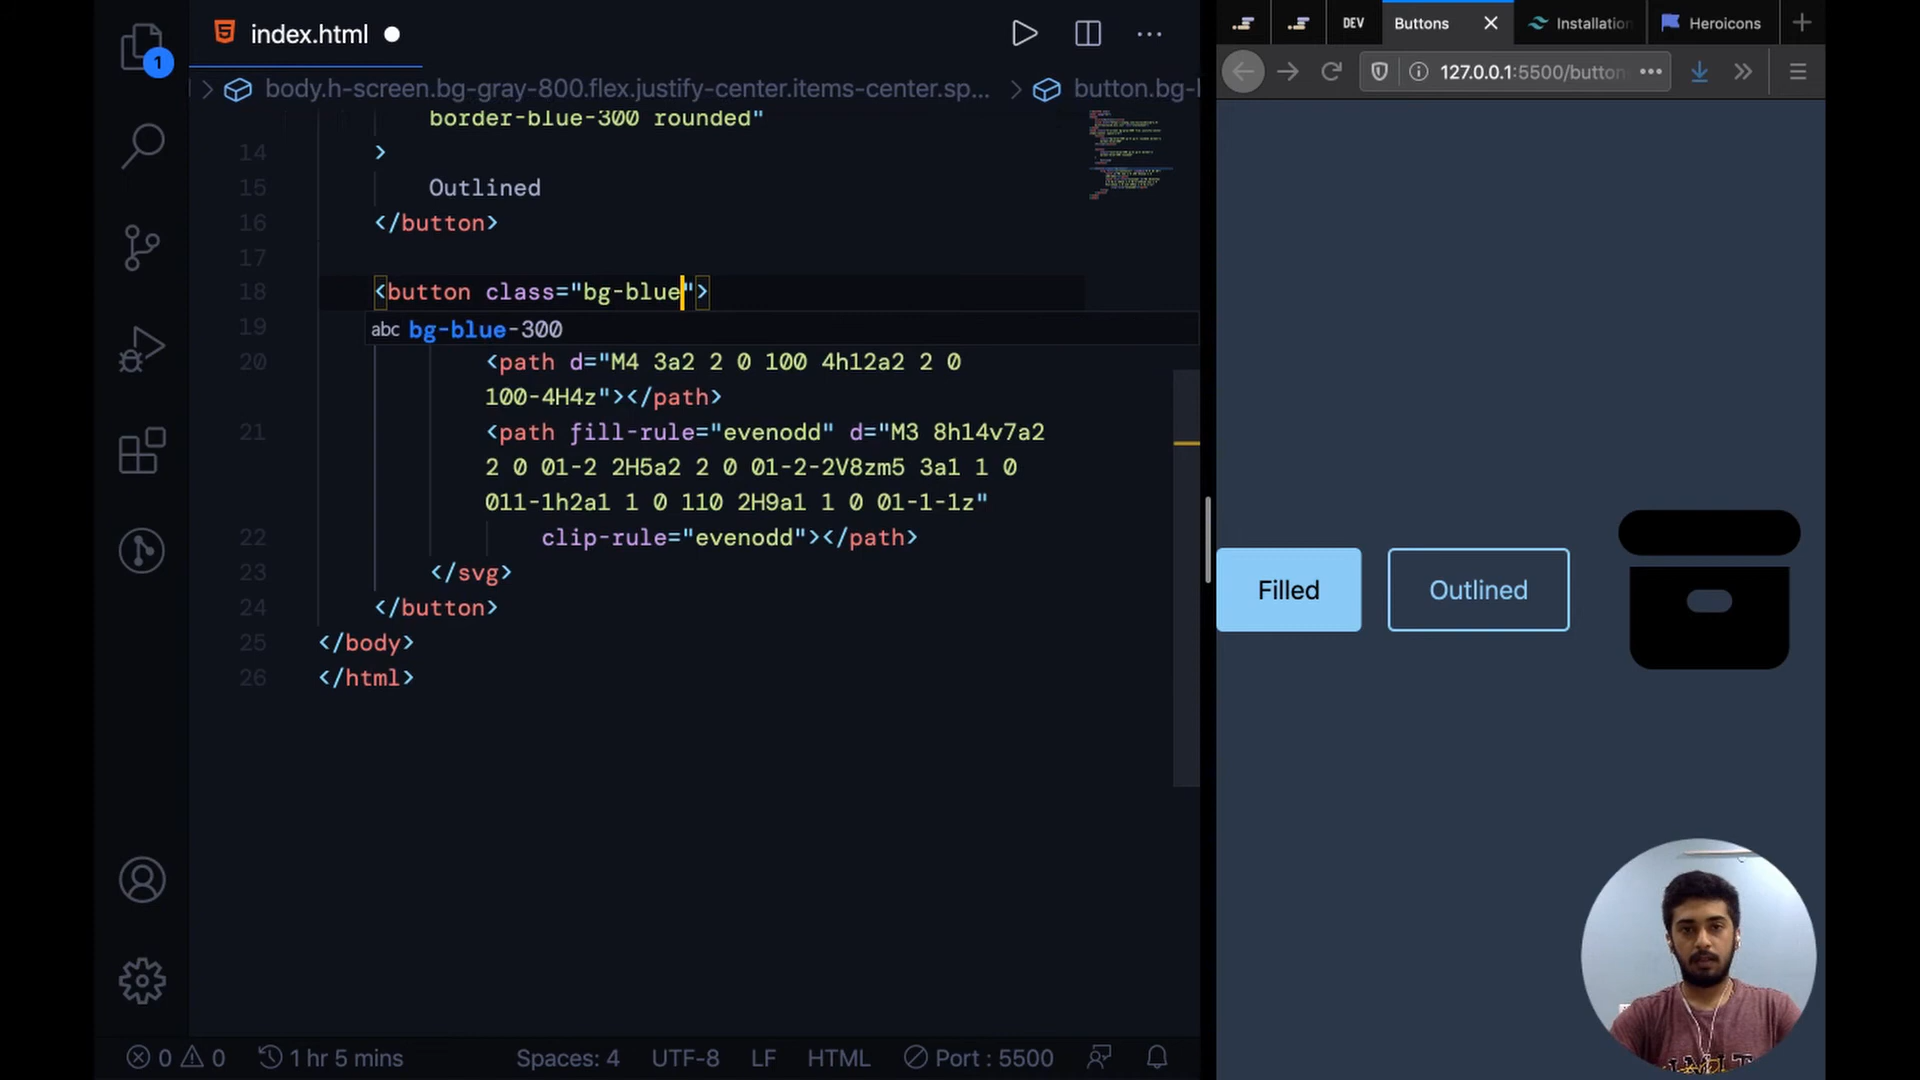 index.html
1
body.h-screen.bg-gray-800.flex.justify-center.items-center.sp...
button.bg-
border-blue-300 rounded"
14 >
15 Outlined
16 </button>
17
18 <button class="bg-blue">
19 abc bg-blue-300
20 <path d="M4 3a2 2 0 100 4h12a2 2 0
100-4H4z"></path>
21 <path fill-rule="evenodd" d="M3 8h14v7a2
2 0 01-2 2H5a2 2 0 01-2-2V8zm5 3a1 1 0
011-1h2a1 1 0 110 2H9a1 1 0 01-1-1z"
22 clip-rule="evenodd"></path>
23 </svg>
24 </button>
25 </body>
26 </html>
0 0 1 hr 5 mins Spaces: 4 UTF-8 LF HTML Port : 5500
DEV Buttons Installation Heroicons
127.0.0.1:5500/button
Filled Outlined